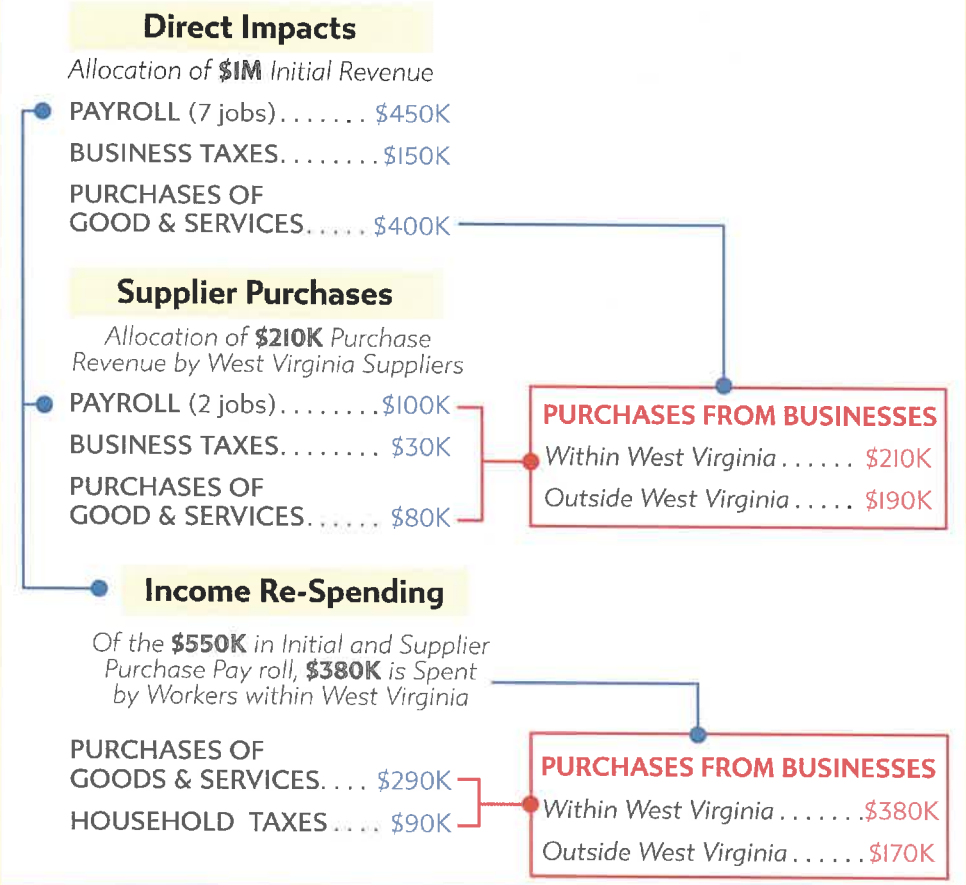 Direct Impacts
Allocation of $1M Initial Revenue
PAYROLL (7 jobs)....... $450K
BUSINESS TAXES........ $150K
PURCHASES OF
GOOD & SERVICES..... $400K
Supplier Purchases
Allocation of $210K Purchase
Revenue by West Virginia Suppliers
PAYROLL (2 jobs)........ $100K
BUSINESS TAXES........ $30K
PURCHASES OF
GOOD & SERVICES...... $80K
PURCHASES FROM BUSINESSES
Within West Virginia...... $210K
Outside West Virginia..... $190K
Income Re-Spending
Of the $550K in Initial and Supplier
Purchase Pay roll, $380K is Spent
by Workers within West Virginia
PURCHASES OF
GOODS & SERVICES.... $290K
HOUSEHOLD TAXES.... $90K
PURCHASES FROM BUSINESSES
Within West Virginia.......$380K
Outside West Virginia......$170K